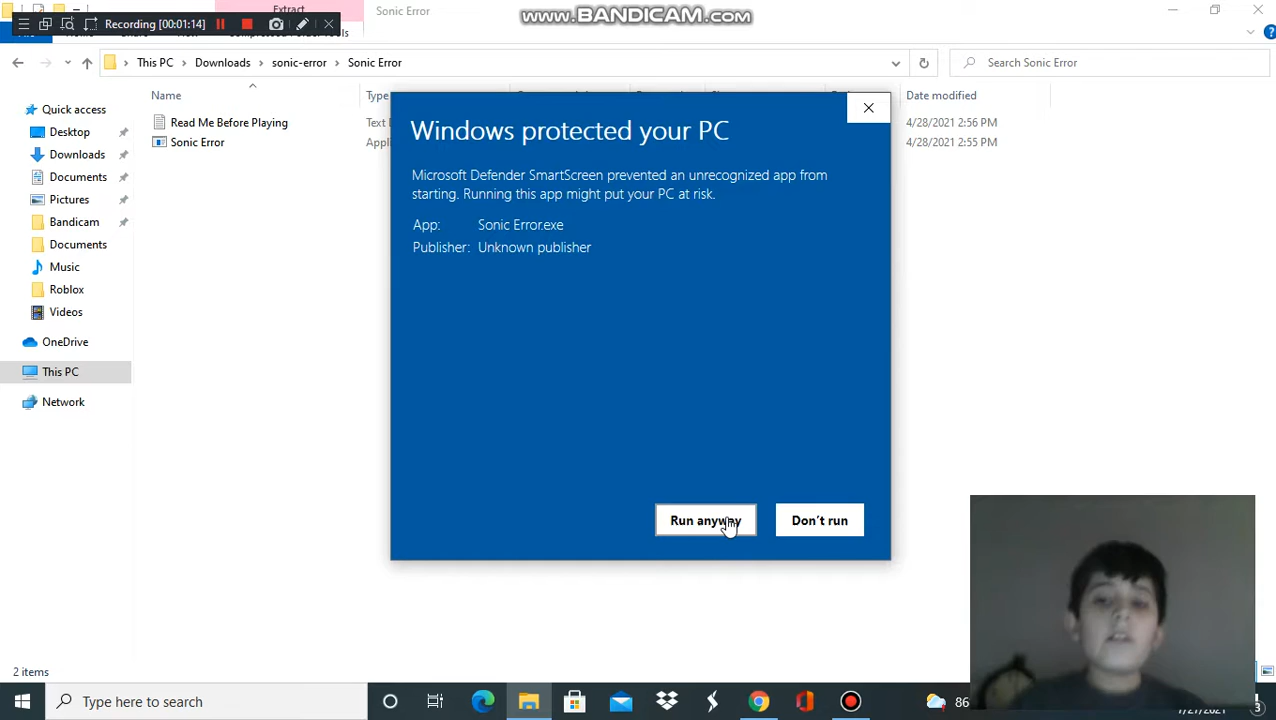 Extract
Sonic Error
Recording [00:01:14]
www.BANDICAM.com
This PC > Downloads > sonic-error > Sonic Error
Search Sonic Error
Name
Type
Date modified
Read Me Before Playing
4/28/2021 2:56 PM
Sonic Error
4/28/2021 2:55 PM
Quick access
Desktop
Downloads
Documents
Pictures
Bandicam
Documents
Music
Roblox
Videos
OneDrive
This PC
Network
Windows protected your PC
Microsoft Defender SmartScreen prevented an unrecognized app from
starting. Running this app might put your PC at risk.
App: Sonic Error.exe
Publisher: Unknown publisher
Run anyway
Don't run
2 items
Type here to search